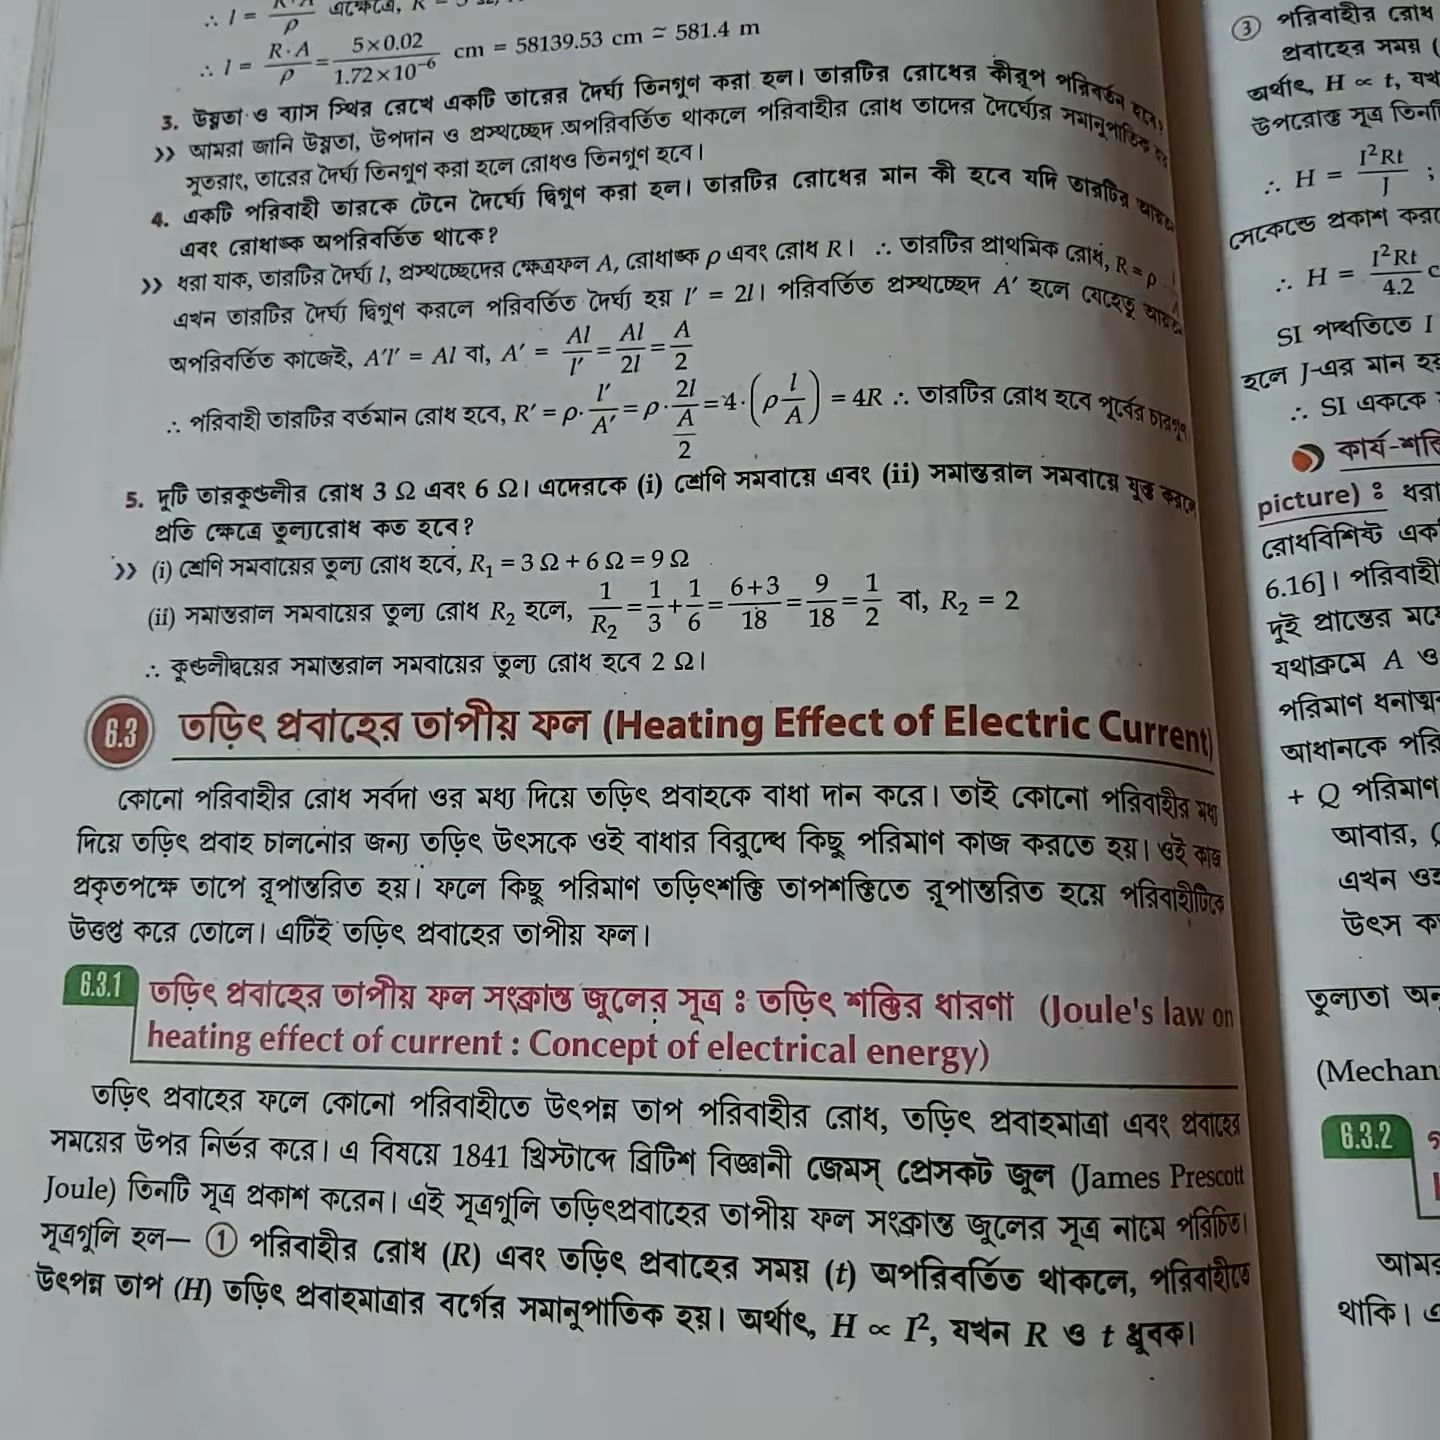 ∴ l = R·A/ρ এক্ষেত্রে, R =
∴ l = R·A/ρ = 5×0.02/1.72×10⁻⁶ cm = 58139.53 cm ≃ 581.4 m
3. উষ্ণতা ও ব্যাস স্থির রেখে একটি তারের দৈর্ঘ্য তিনগুণ করা হল। তারটির রোধের কীরূপ পরিবর্তন হবে?
>> আমরা জানি উষ্ণতা, উপদান ও প্রস্থচ্ছেদ অপরিবর্তিত থাকলে পরিবাহীর রোধ তাদের দৈর্ঘ্যের সমানুপাতিক হয়
সুতরাং, তারের দৈর্ঘ্য তিনগুণ করা হলে রোধও তিনগুণ হবে।
4. একটি পরিবাহী তারকে টেনে দৈর্ঘ্যে দ্বিগুণ করা হল। তারটির রোধের মান কী হবে যদি তারটির আয়তন
এবং রোধাঙ্ক অপরিবর্তিত থাকে?
>> ধরা যাক, তারটির দৈর্ঘ্য l, প্রস্থচ্ছেদের ক্ষেত্রফল A, রোধাঙ্ক ρ এবং রোধ R। ∴ তারটির প্রাথমিক রোধ, R = ρ l/A
এখন তারটির দৈর্ঘ্য দ্বিগুণ করলে পরিবর্তিত দৈর্ঘ্য হয় l' = 2l। পরিবর্তিত প্রস্থচ্ছেদ A' হলে যেহেতু আয়তন
অপরিবর্তিত কাজেই, A'l' = Al বা, A' = Al/l' = Al/2l = A/2
∴ পরিবাহী তারটির বর্তমান রোধ হবে, R' = ρ·l'/A' = ρ·2l/(A/2) = 4·(ρ l/A) = 4R ∴ তারটির রোধ হবে পূর্বের চারগুণ
5. দুটি তারকুণ্ডলীর রোধ 3 Ω এবং 6 Ω। এদেরকে (i) শ্রেণি সমবায়ে এবং (ii) সমান্তরাল সমবায়ে যুক্ত করলে
প্রতি ক্ষেত্রে তুল্যরোধ কত হবে?
>> (i) শ্রেণি সমবায়ের তুল্য রোধ হবে, R₁ = 3 Ω + 6 Ω = 9 Ω
(ii) সমান্তরাল সমবায়ের তুল্য রোধ R₂ হলে, 1/R₂ = 1/3 + 1/6 = 6+3/18 = 9/18 = 1/2 বা, R₂ = 2
∴ কুণ্ডলীদ্বয়ের সমান্তরাল সমবায়ের তুল্য রোধ হবে 2 Ω।
6.3 তড়িৎ প্রবাহের তাপীয় ফল (Heating Effect of Electric Current)
কোনো পরিবাহীর রোধ সর্বদা ওর মধ্য দিয়ে তড়িৎ প্রবাহকে বাধা দান করে। তাই কোনো পরিবাহীর মধ্য
দিয়ে তড়িৎ প্রবাহ চালনোর জন্য তড়িৎ উৎসকে ওই বাধার বিরুদ্ধে কিছু পরিমাণ কাজ করতে হয়। ওই কাজ
প্রকৃতপক্ষে তাপে রূপান্তরিত হয়। ফলে কিছু পরিমাণ তড়িৎশক্তি তাপশক্তিতে রূপান্তরিত হয়ে পরিবাহীটিকে
উত্তপ্ত করে তোলে। এটিই তড়িৎ প্রবাহের তাপীয় ফল।
6.3.1 তড়িৎ প্রবাহের তাপীয় ফল সংক্রান্ত জুলের সূত্র ঃ তড়িৎ শক্তির ধারণা (Joule's law on
heating effect of current : Concept of electrical energy)
তড়িৎ প্রবাহের ফলে কোনো পরিবাহীতে উৎপন্ন তাপ পরিবাহীর রোধ, তড়িৎ প্রবাহমাত্রা এবং প্রবাহের
সময়ের উপর নির্ভর করে। এ বিষয়ে 1841 খ্রিস্টাব্দে ব্রিটিশ বিজ্ঞানী জেমস্ প্রেসকট জুল (James Prescott
Joule) তিনটি সূত্র প্রকাশ করেন। এই সূত্রগুলি তড়িৎপ্রবাহের তাপীয় ফল সংক্রান্ত জুলের সূত্র নামে পরিচিত।
সূত্রগুলি হল— ① পরিবাহীর রোধ (R) এবং তড়িৎ প্রবাহের সময় (t) অপরিবর্তিত থাকলে, পরিবাহীতে
উৎপন্ন তাপ (H) তড়িৎ প্রবাহমাত্রার বর্গের সমানুপাতিক হয়। অর্থাৎ, H ∝ I², যখন R ও t ধ্রুবক।
③ পরিবাহীর রোধ
প্রবাহের সময় (
অর্থাৎ, H ∝ t, যখ
উপরোক্ত সূত্র তিনটি
∴ H = I²Rt/J ;
সেকেন্ডে প্রকাশ কর
∴ H = I²Rt/4.2 c
SI পদ্ধতিতে I
হলে J-এর মান হয়
∴ SI এককে
কার্য-শক্তি
picture) ঃ ধরা
রোধবিশিষ্ট এক
6.16]। পরিবাহী
দুই প্রান্তের মধ্যে
যথাক্রমে A ও
পরিমাণ ধনাত্মক
আধানকে পরি
+ Q পরিমাণ
আবার,
এখন ওহ
উৎস ক
তুল্যতা অনু
(Mechan
6.3.2
আমর
থাকি। এ